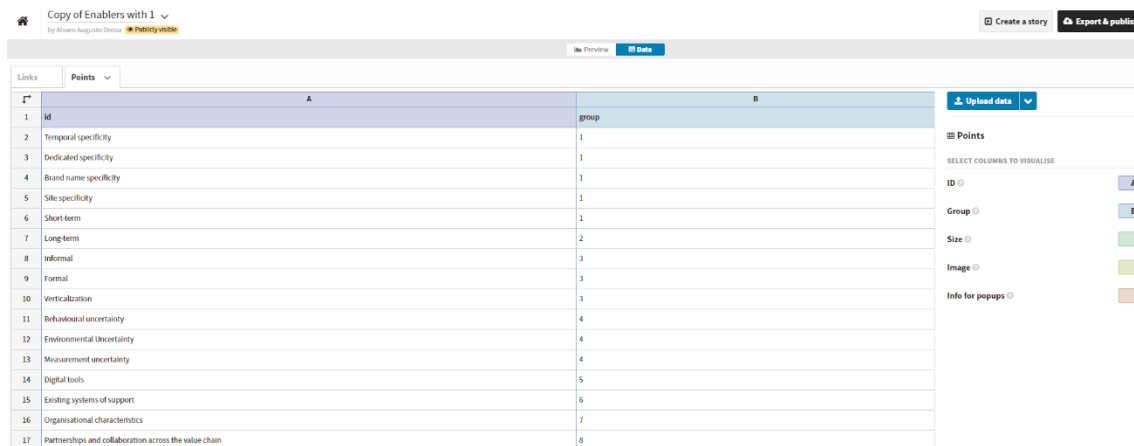 Copy of Enablers with 1
by Alvaro Augusto Dossa Publicly visible
Create a story
Export & publis
Preview
Data
Links
Points
A B
1 id group
2 Temporal specificity 1
3 Dedicated specificity 1
4 Brand name specificity 1
5 Site specificity 1
6 Short-term 1
7 Long-term 2
8 Informal 3
9 Formal 3
10 Verticalization 3
11 Behavioural uncertainty 4
12 Environmental Uncertainty 4
13 Measurement uncertainty 4
14 Digital tools 5
15 Existing systems of support 6
16 Organisational characteristics 7
17 Partnerships and collaboration across the value chain 8
Upload data
Points
SELECT COLUMNS TO VISUALISE
ID A
Group B
Size
Image
Info for popups